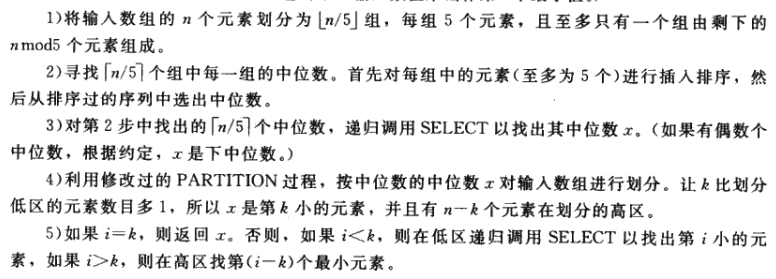 1)将输入数组的 n 个元素划分为⌊n/5⌋组，每组 5 个元素，且至多只有一个组由剩下的
nmod5 个元素组成。
2)寻找⌈n/5⌉个组中每一组的中位数。首先对每组中的元素(至多为 5 个)进行插入排序，然
后从排序过的序列中选出中位数。
3)对第 2 步中找出的⌈n/5⌉个中位数，递归调用 SELECT 以找出其中位数 x。(如果有偶数个
中位数，根据约定，x 是下中位数。)
4)利用修改过的 PARTITION 过程，按中位数的中位数 x 对输入数组进行划分。让 k 比划分
低区的元素数目多 1，所以 x 是第 k 小的元素，并且有 n－k 个元素在划分的高区。
5)如果 i=k，则返回 x。否则，如果 i<k，则在低区递归调用 SELECT 以找出第 i 小的元
素，如果 i>k，则在高区找第(i－k)个最小元素。